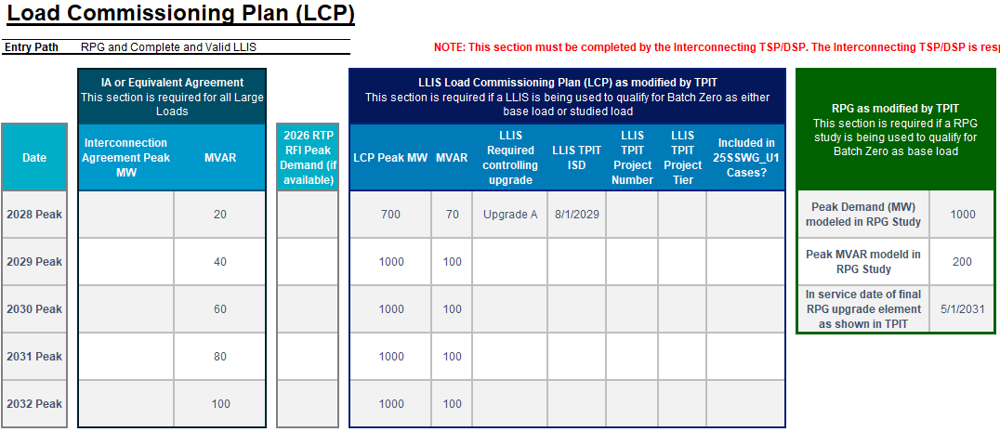 Load Commissioning Plan (LCP)
Entry Path RPG and Complete and Valid LLIS
NOTE: This section must be completed by the Interconnecting TSP/DSP. The Interconnecting TSP/DSP is resp
IA or Equivalent Agreement
This section is required for all Large
Loads
LLIS Load Commissioning Plan (LCP) as modified by TPIT
This section is required if a LLIS is being used to qualify for Batch Zero as either
base load or studied load
RPG as modified by TPIT
This section is required if a RPG
study is being used to qualify for
Batch Zero as base load
Date
Interconnection
Agreement Peak
MW
MVAR
2026 RTP
RFI Peak
Demand (if
available)
LCP Peak MW
MVAR
LLIS
Required
controlling
upgrade
LLIS TPIT
ISD
LLIS
TPIT
Project
Number
LLIS
TPIT
Project
Tier
Included in
25SSWG_U1
Cases?
2028 Peak 20 700 70 Upgrade A 8/1/2029
2029 Peak 40 1000 100
2030 Peak 60 1000 100
2031 Peak 80 1000 100
2032 Peak 100 1000 100
Peak Demand (MW)
modeled in RPG Study
1000
Peak MVAR modeld in
RPG Study
200
In service date of final
RPG upgrade element
as shown in TPIT
5/1/2031